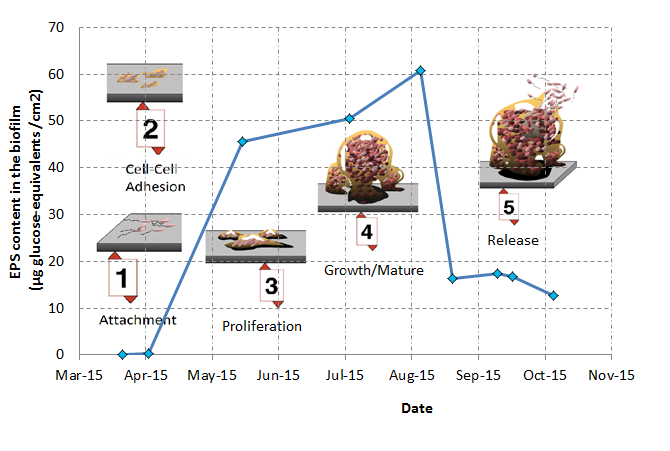 EPS content in the biofilm
(µg glucose-equivalents /cm2)
70
60
50
40
30
20
10
0
2
Cell-Cell
Adhesion
1
Attachment
3
Proliferation
4
Growth/Mature
5
Release
Mar-15
Apr-15
May-15
Jun-15
Jul-15
Aug-15
Sep-15
Oct-15
Nov-15
Date